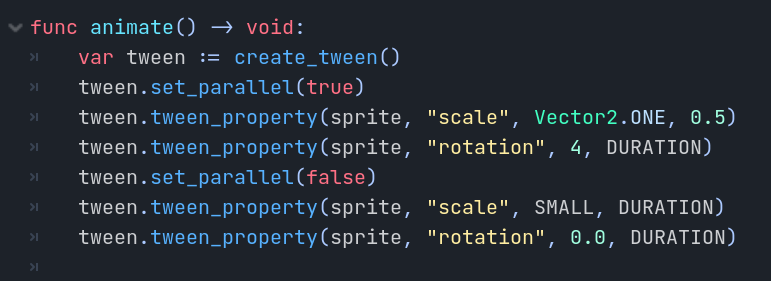 func animate() -> void:
var tween := create_tween()
tween.set_parallel(true)
tween.tween_property(sprite, "scale", Vector2.ONE, 0.5)
tween.tween_property(sprite, "rotation", 4, DURATION)
tween.set_parallel(false)
tween.tween_property(sprite, "scale", SMALL, DURATION)
tween.tween_property(sprite, "rotation", 0.0, DURATION)